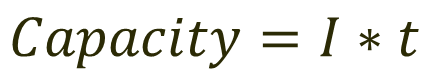 Capacity = I * t